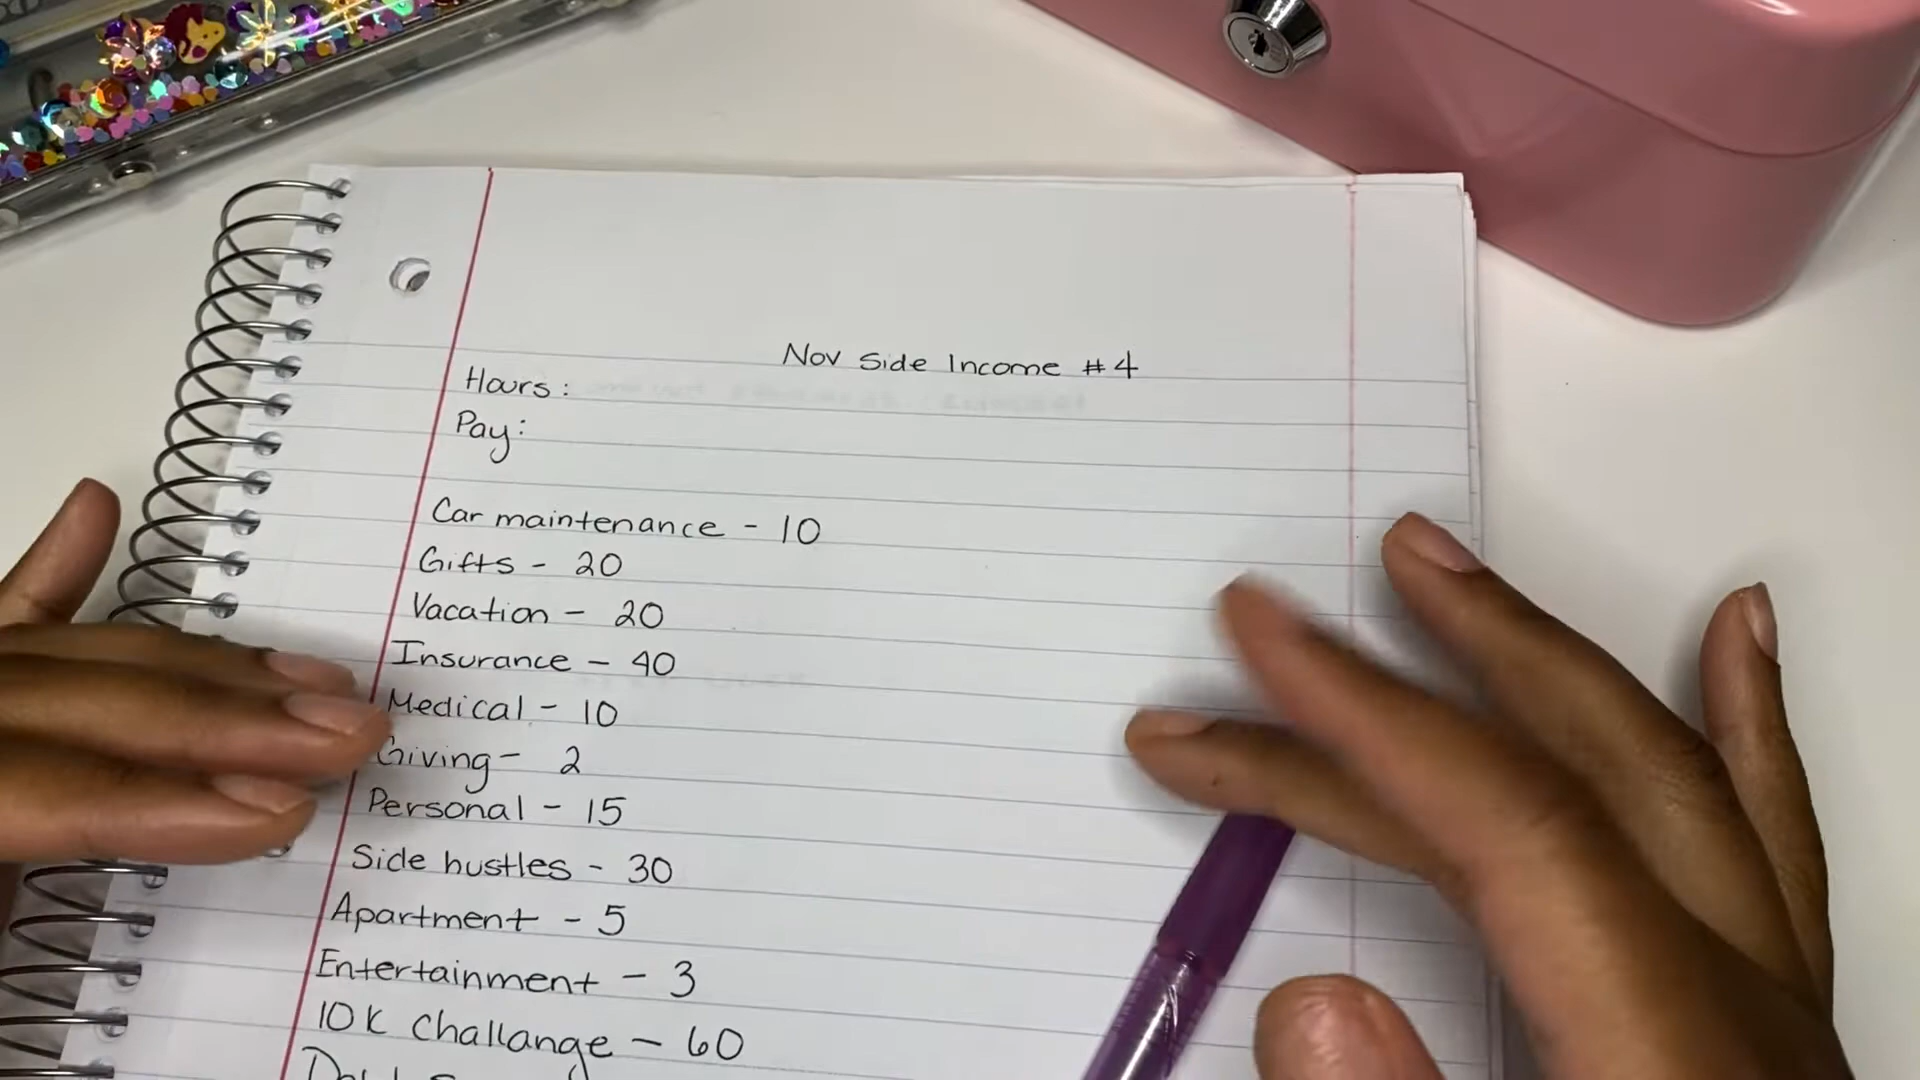 Nov Side Income #4
Hours:
Pay:
Car maintenance - 10
Gifts - 20
Vacation - 20
Insurance - 40
Medical - 10
Giving - 2
Personal - 15
Side hustles - 30
Apartment - 5
Entertainment - 3
10K Challange - 60